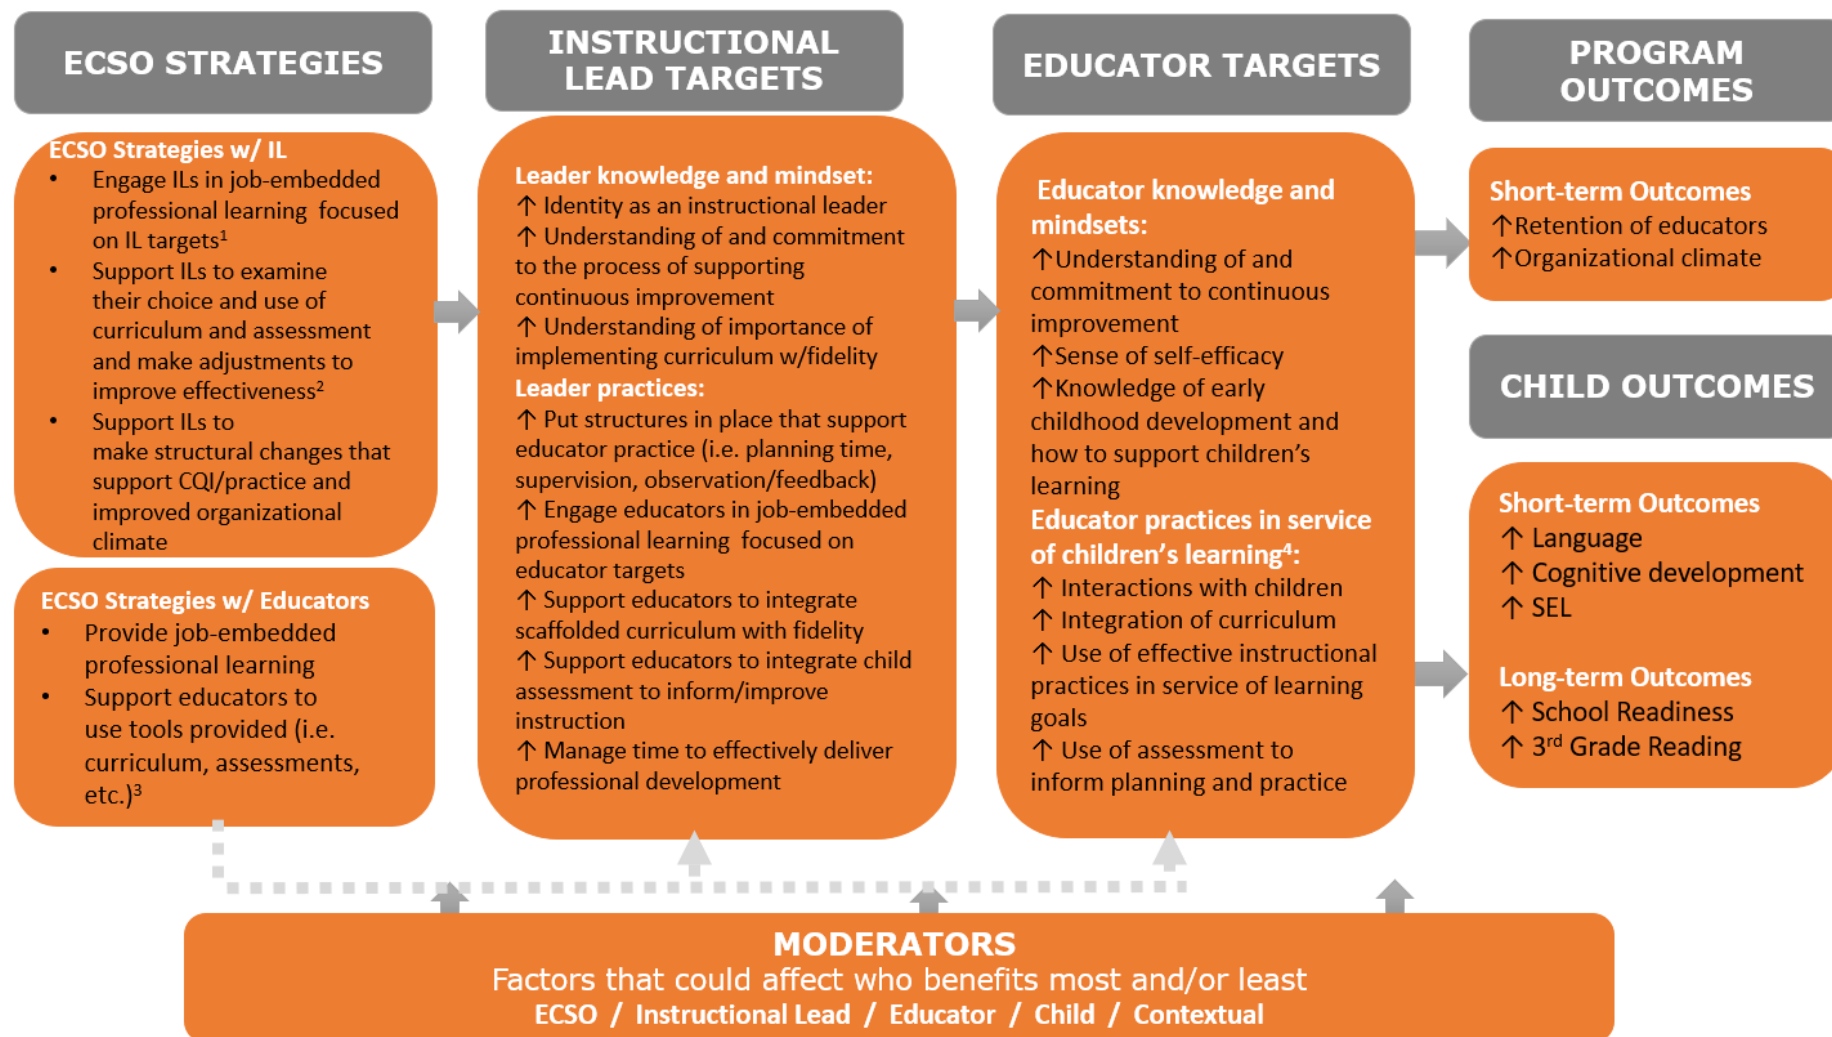 ECSO STRATEGIES
ECSO Strategies w/ IL
• Engage ILs in job-embedded
professional learning focused
on IL targets¹
• Support ILs to examine
their choice and use of
curriculum and assessment
and make adjustments to
improve effectiveness²
• Support ILs to
make structural changes that
support CQI/practice and
improved organizational
climate
ECSO Strategies w/ Educators
• Provide job-embedded
professional learning
• Support educators to
use tools provided (i.e.
curriculum, assessments,
etc.)³
INSTRUCTIONAL
LEAD TARGETS
Leader knowledge and mindset:
↑ Identity as an instructional leader
↑ Understanding of and commitment
to the process of supporting
continuous improvement
↑ Understanding of importance of
implementing curriculum w/fidelity
Leader practices:
↑ Put structures in place that support
educator practice (i.e. planning time,
supervision, observation/feedback)
↑ Engage educators in job-embedded
professional learning focused on
educator targets
↑ Support educators to integrate
scaffolded curriculum with fidelity
↑ Support educators to integrate child
assessment to inform/improve
instruction
↑ Manage time to effectively deliver
professional development
EDUCATOR TARGETS
Educator knowledge and
mindsets:
↑Understanding of and
commitment to continuous
improvement
↑Sense of self-efficacy
↑Knowledge of early
childhood development and
how to support children's
learning
Educator practices in service
of children's learning⁴:
↑ Interactions with children
↑ Integration of curriculum
↑ Use of effective instructional
practices in service of learning
goals
↑ Use of assessment to
inform planning and practice
PROGRAM
OUTCOMES
Short-term Outcomes
↑Retention of educators
↑Organizational climate
CHILD OUTCOMES
Short-term Outcomes
↑ Language
↑ Cognitive development
↑ SEL
Long-term Outcomes
↑ School Readiness
↑ 3rd Grade Reading
MODERATORS
Factors that could affect who benefits most and/or least
ECSO / Instructional Lead / Educator / Child / Contextual